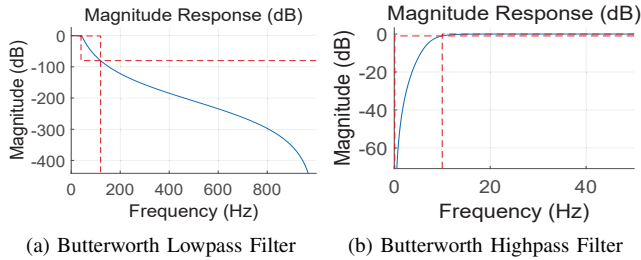 Magnitude Response (dB)
Magnitude (dB)
0
-100
-200
-300
-400
0 200 400 600 800
Frequency (Hz)
(a) Butterworth Lowpass Filter
Magnitude Response (dB)
Magnitude (dB)
0
-20
-40
-60
0 20 40
Frequency (Hz)
(b) Butterworth Highpass Filter